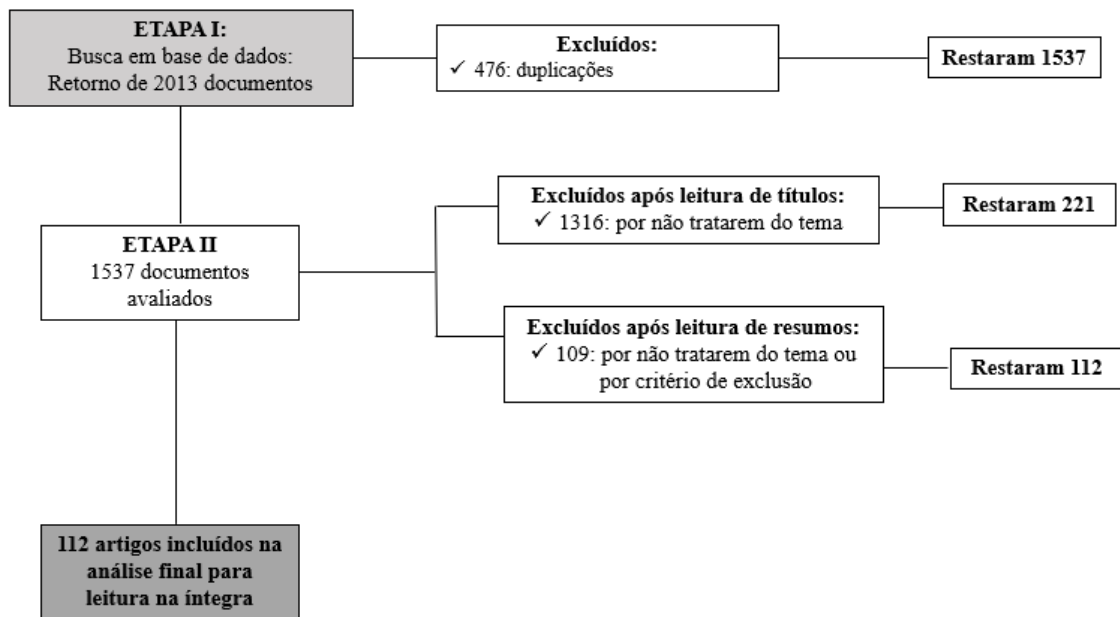 ETAPA I:
Busca em base de dados:
Retorno de 2013 documentos
Excluídos:
✓ 476: duplicações
Restaram 1537
ETAPA II
1537 documentos
avaliados
Excluídos após leitura de títulos:
✓ 1316: por não tratarem do tema
Restaram 221
Excluídos após leitura de resumos:
✓ 109: por não tratarem do tema ou
por critério de exclusão
Restaram 112
112 artigos incluídos na
análise final para
leitura na íntegra